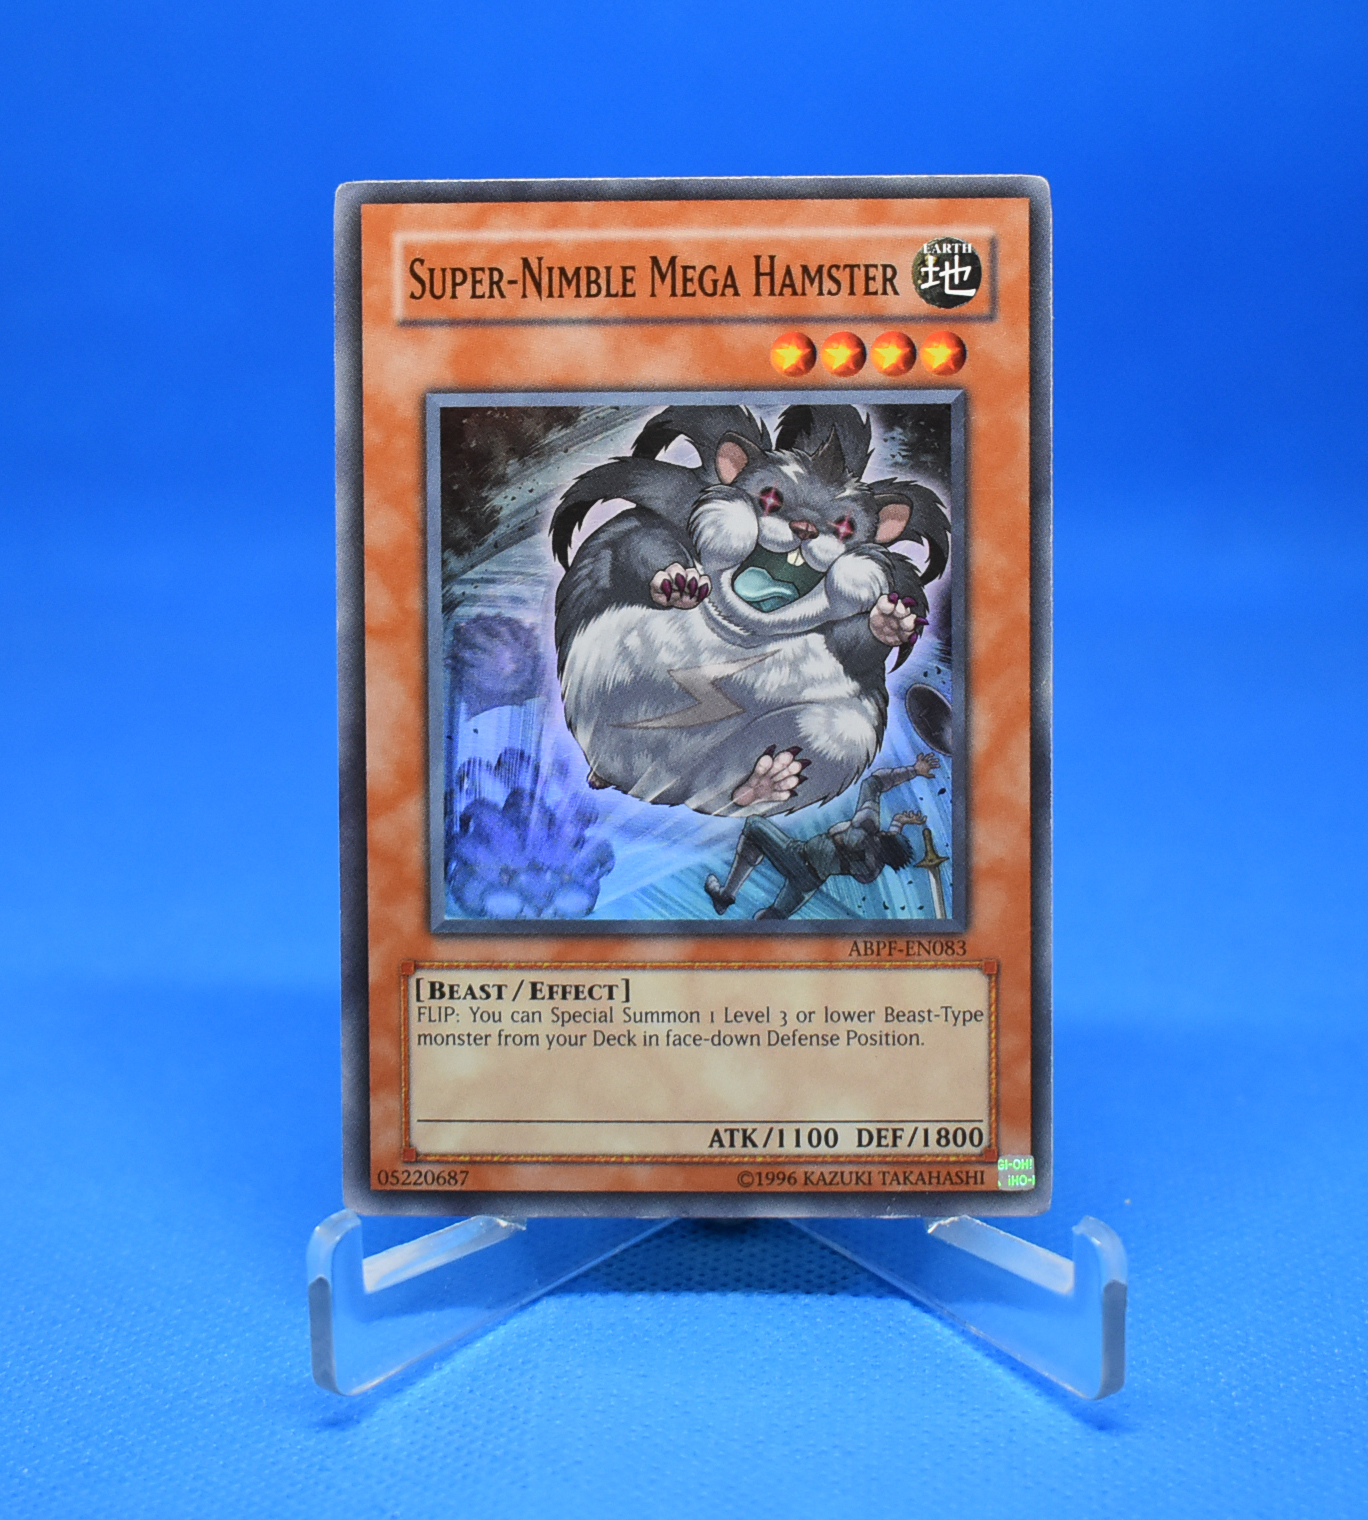 SUPER-NIMBLE MEGA HAMSTER
EARTH
地
ABPF-EN083
[BEAST/EFFECT]
FLIP: You can Special Summon 1 Level 3 or lower Beast-Type
monster from your Deck in face-down Defense Position.
ATK/1100 DEF/1800
05220687
©1996 KAZUKI TAKAHASHI
GI-OH!